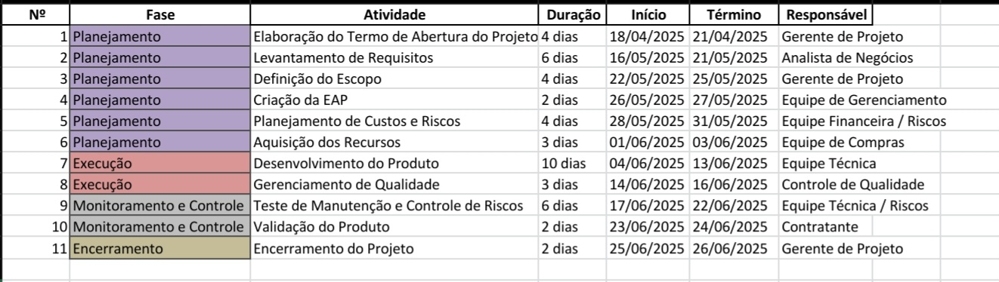 Nº Fase Atividade Duração Início Término Responsável
1 Planejamento Elaboração do Termo de Abertura do Projeto 4 dias 18/04/2025 21/04/2025 Gerente de Projeto
2 Planejamento Levantamento de Requisitos 6 dias 16/05/2025 21/05/2025 Analista de Negócios
3 Planejamento Definição do Escopo 4 dias 22/05/2025 25/05/2025 Gerente de Projeto
4 Planejamento Criação da EAP 2 dias 26/05/2025 27/05/2025 Equipe de Gerenciamento
5 Planejamento Planejamento de Custos e Riscos 4 dias 28/05/2025 31/05/2025 Equipe Financeira / Riscos
6 Planejamento Aquisição dos Recursos 3 dias 01/06/2025 03/06/2025 Equipe de Compras
7 Execução Desenvolvimento do Produto 10 dias 04/06/2025 13/06/2025 Equipe Técnica
8 Execução Gerenciamento de Qualidade 3 dias 14/06/2025 16/06/2025 Controle de Qualidade
9 Monitoramento e Controle Teste de Manutenção e Controle de Riscos 6 dias 17/06/2025 22/06/2025 Equipe Técnica / Riscos
10 Monitoramento e Controle Validação do Produto 2 dias 23/06/2025 24/06/2025 Contratante
11 Encerramento Encerramento do Projeto 2 dias 25/06/2025 26/06/2025 Gerente de Projeto